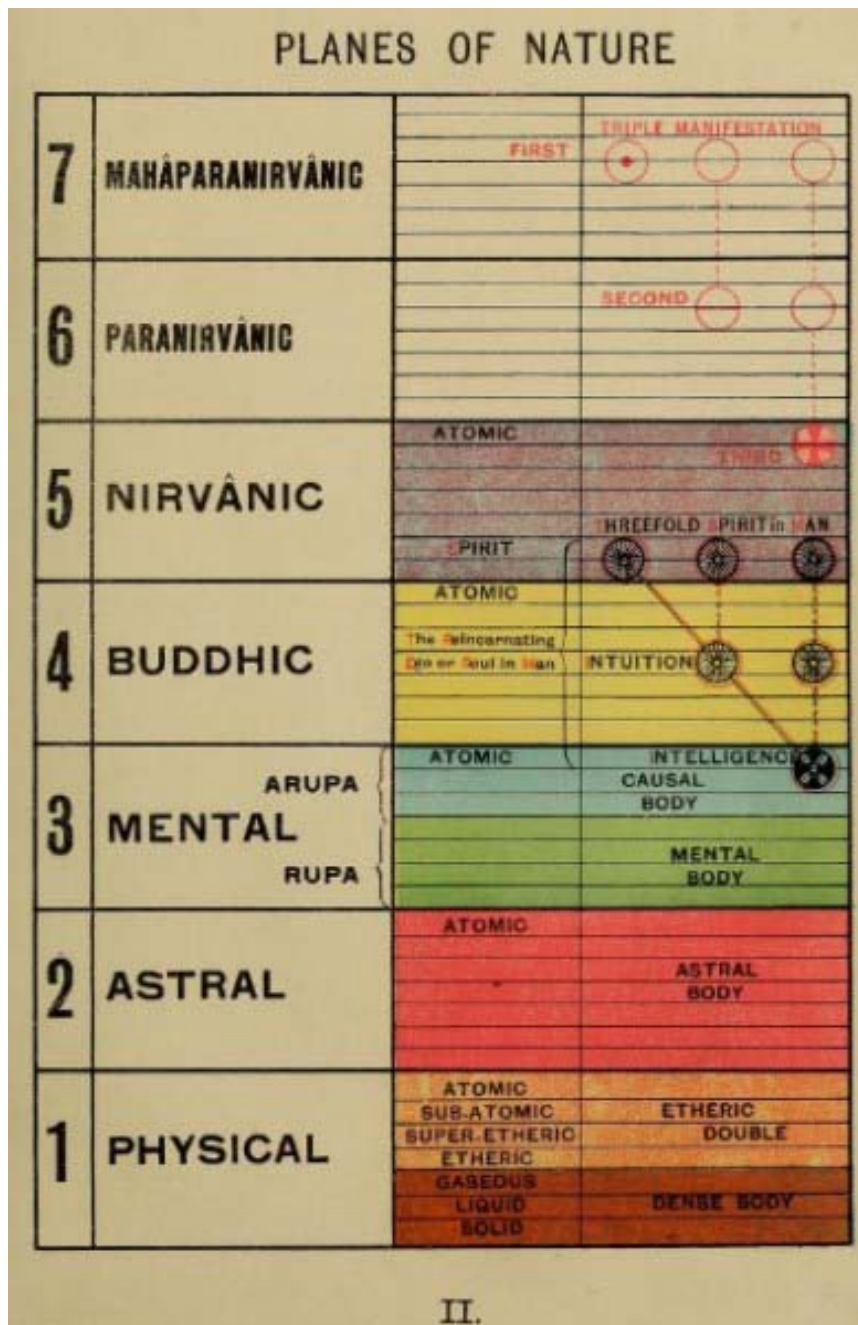 PLANES OF NATURE
7
MAHÂPARANIRVÂNIC
TRIPLE MANIFESTATION
FIRST
6
PARANIRVÂNIC
SECOND
5
NIRVÂNIC
ATOMIC
THIRD
THREEFOLD SPIRIT in MAN
SPIRIT
4
BUDDHIC
ATOMIC
The Reincarnating
Ego or Soul in Man
INTUITION
3
ARUPA
MENTAL
RUPA
ATOMIC
INTELLIGENCE
CAUSAL
BODY
MENTAL
BODY
2
ASTRAL
ATOMIC
ASTRAL
BODY
1
PHYSICAL
ATOMIC
SUB-ATOMIC
SUPER-ETHERIC
ETHERIC
GASEOUS
LIQUID
SOLID
ETHERIC
DOUBLE
DENSE BODY
II.